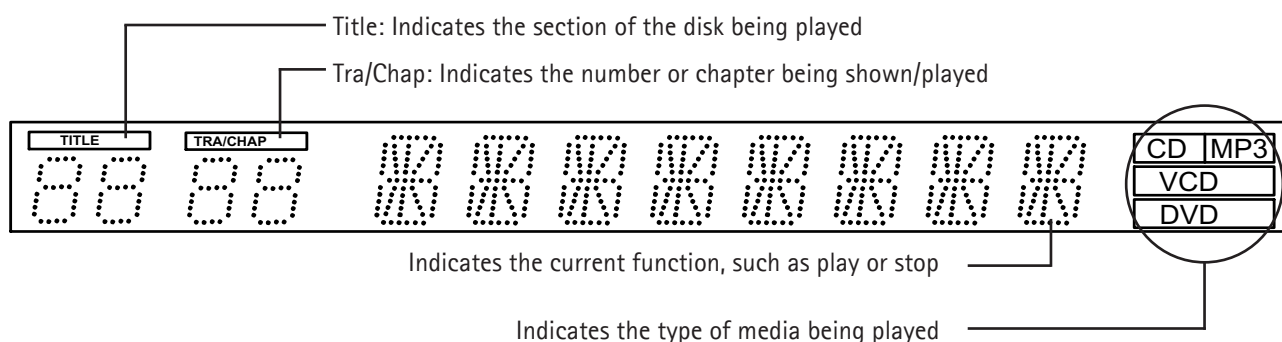 Title: Indicates the section of the disk being played
Tra/Chap: Indicates the number or chapter being shown/played
TITLE TRA/CHAP
CD MP3
VCD
DVD
Indicates the current function, such as play or stop
Indicates the type of media being played